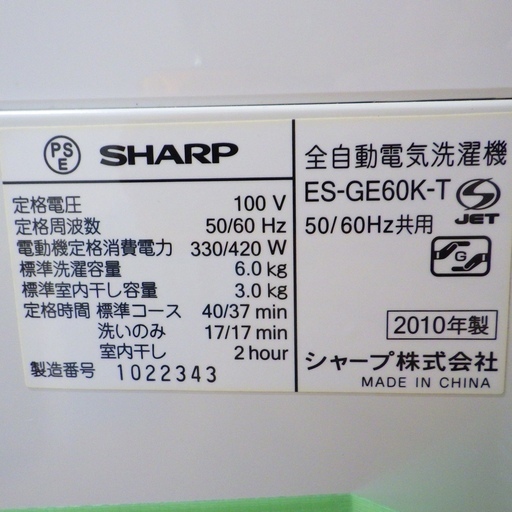 PS
E
SHARP
定格電圧 100 V
定格周波数 50/60 Hz
電動機定格消費電力 330/420 W
標準洗濯容量 6.0 kg
標準室内干し容量 3.0 kg
定格時間 標準コース 40/37 min
洗いのみ 17/17 min
室内干し 2 hour
製造番号 1022343
全自動電気洗濯機
ES-GE60K-T
S JET
50/60Hz共用
G
2010年製
シャープ株式会社
MADE IN CHINA